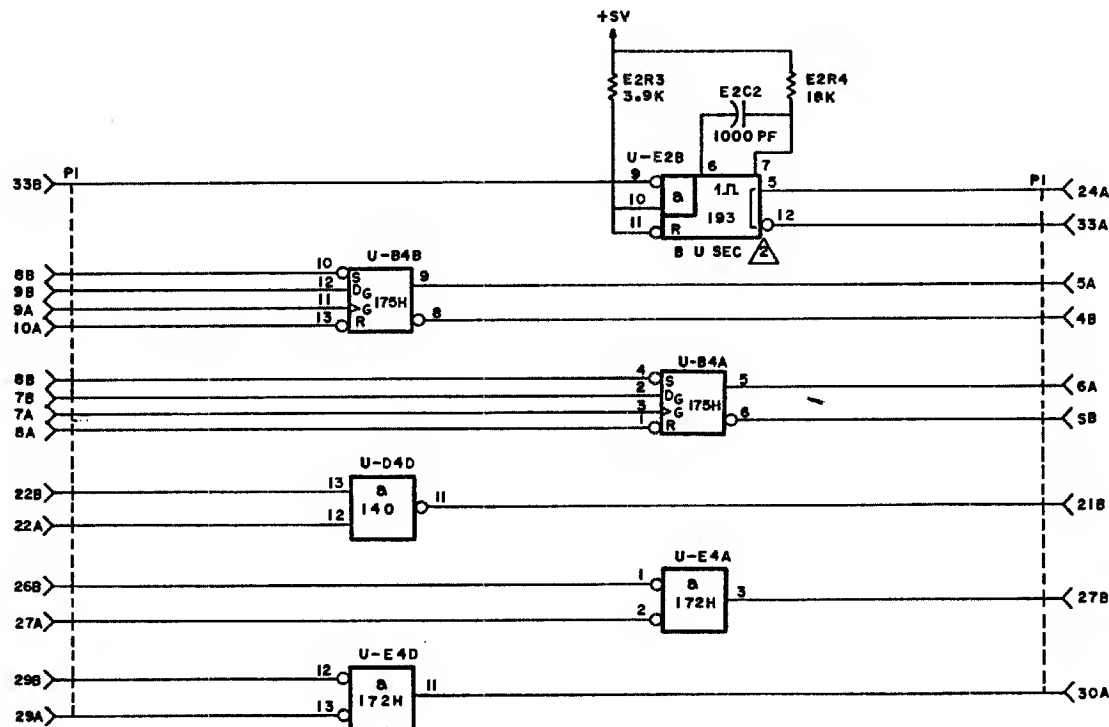 +5V
E2R3
3.9K
E2C2
1000 PF
E2R4
18K
U-E2B
6
7
P1
33B
9
10
11
a
R
1
193
5
12
8 U SEC
2
P1
24A
33A
U-B4B
8B
9B
9A
10A
10
12
11
13
S
D G
G
R
175H
9
8
5A
4B
U-B4A
8B
7B
7A
8A
4
2
3
1
S
D G
G
R
175H
5
6
6A
5B
U-D4D
22B
22A
13
12
a
140
11
21B
U-E4A
26B
27A
1
2
a
172H
3
27B
U-E4D
29B
29A
12
13
a
172H
11
30A